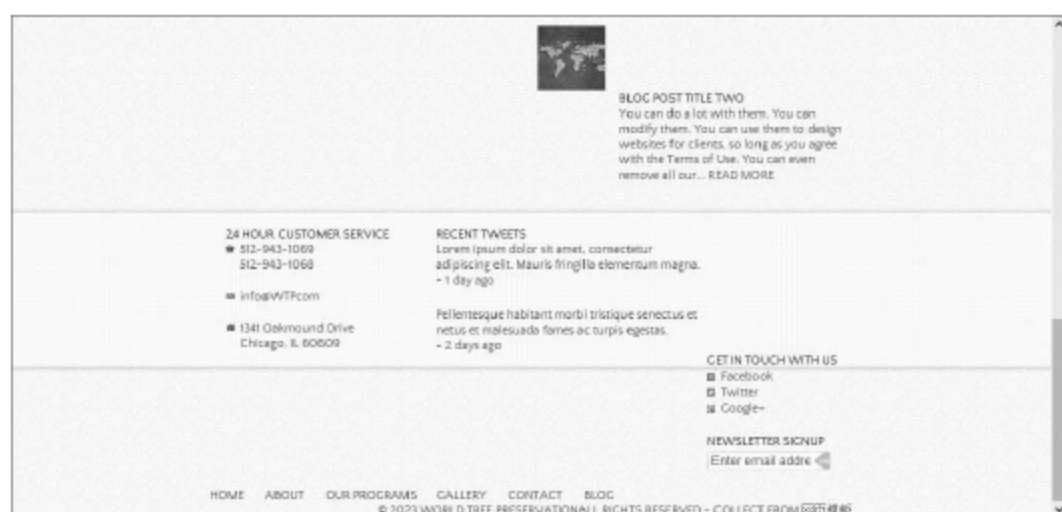 BLOG POST TITLE TWO
You can do a lot with them. You can
modify them. You can use them to design
websites for clients, so long as you agree
with the Terms of Use. You can even
remove all our... READ MORE
24 HOUR CUSTOMER SERVICE
512-943-1069
512-943-1068
info@WTPcom
1341 Oakmound Drive
Chicago, IL 60609
RECENT TWEETS
Lorem ipsum dolor sit amet, consectetur
adipiscing elit. Mauris fringilla elementum magna.
- 1 day ago
Pellentesque habitant morbi tristique senectus et
netus et malesuada fames ac turpis egestas.
- 2 days ago
GET IN TOUCH WITH US
Facebook
Twitter
Google+
NEWSLETTER SIGNUP
Enter email addre
HOME ABOUT OUR PROGRAMS GALLERY CONTACT BLOG
© 2023 WORLD TREE PRESERVATIONALL RIGHTS RESERVED - COLLECT FROM